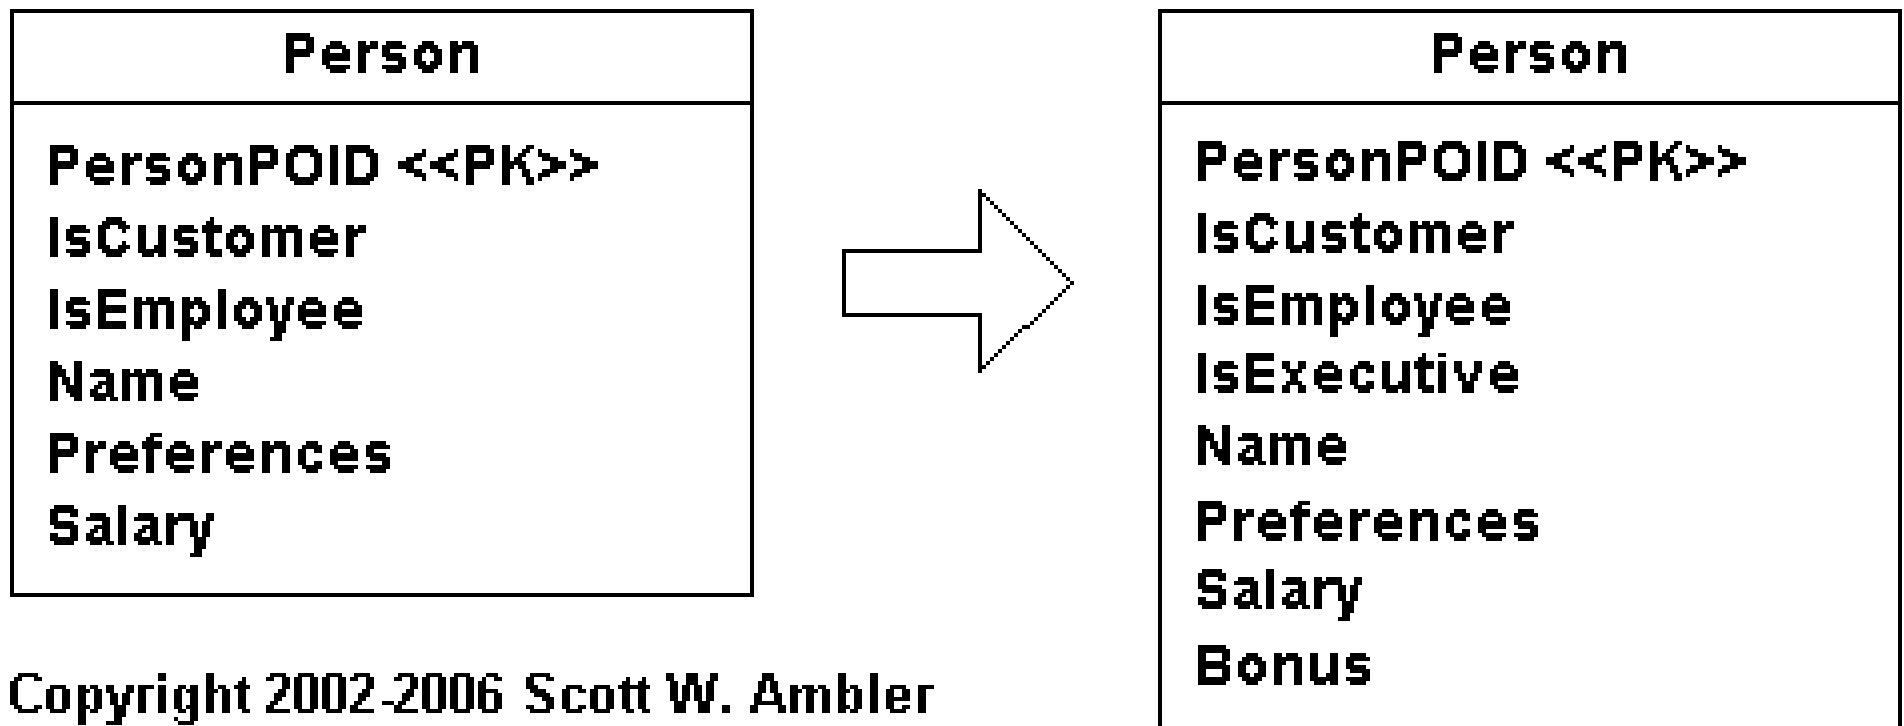 Person
PersonPOID <<PK>>
IsCustomer
IsEmployee
Name
Preferences
Salary
Person
PersonPOID <<PK>>
IsCustomer
IsEmployee
IsExecutive
Name
Preferences
Salary
Bonus
Copyright 2002-2006 Scott W. Ambler